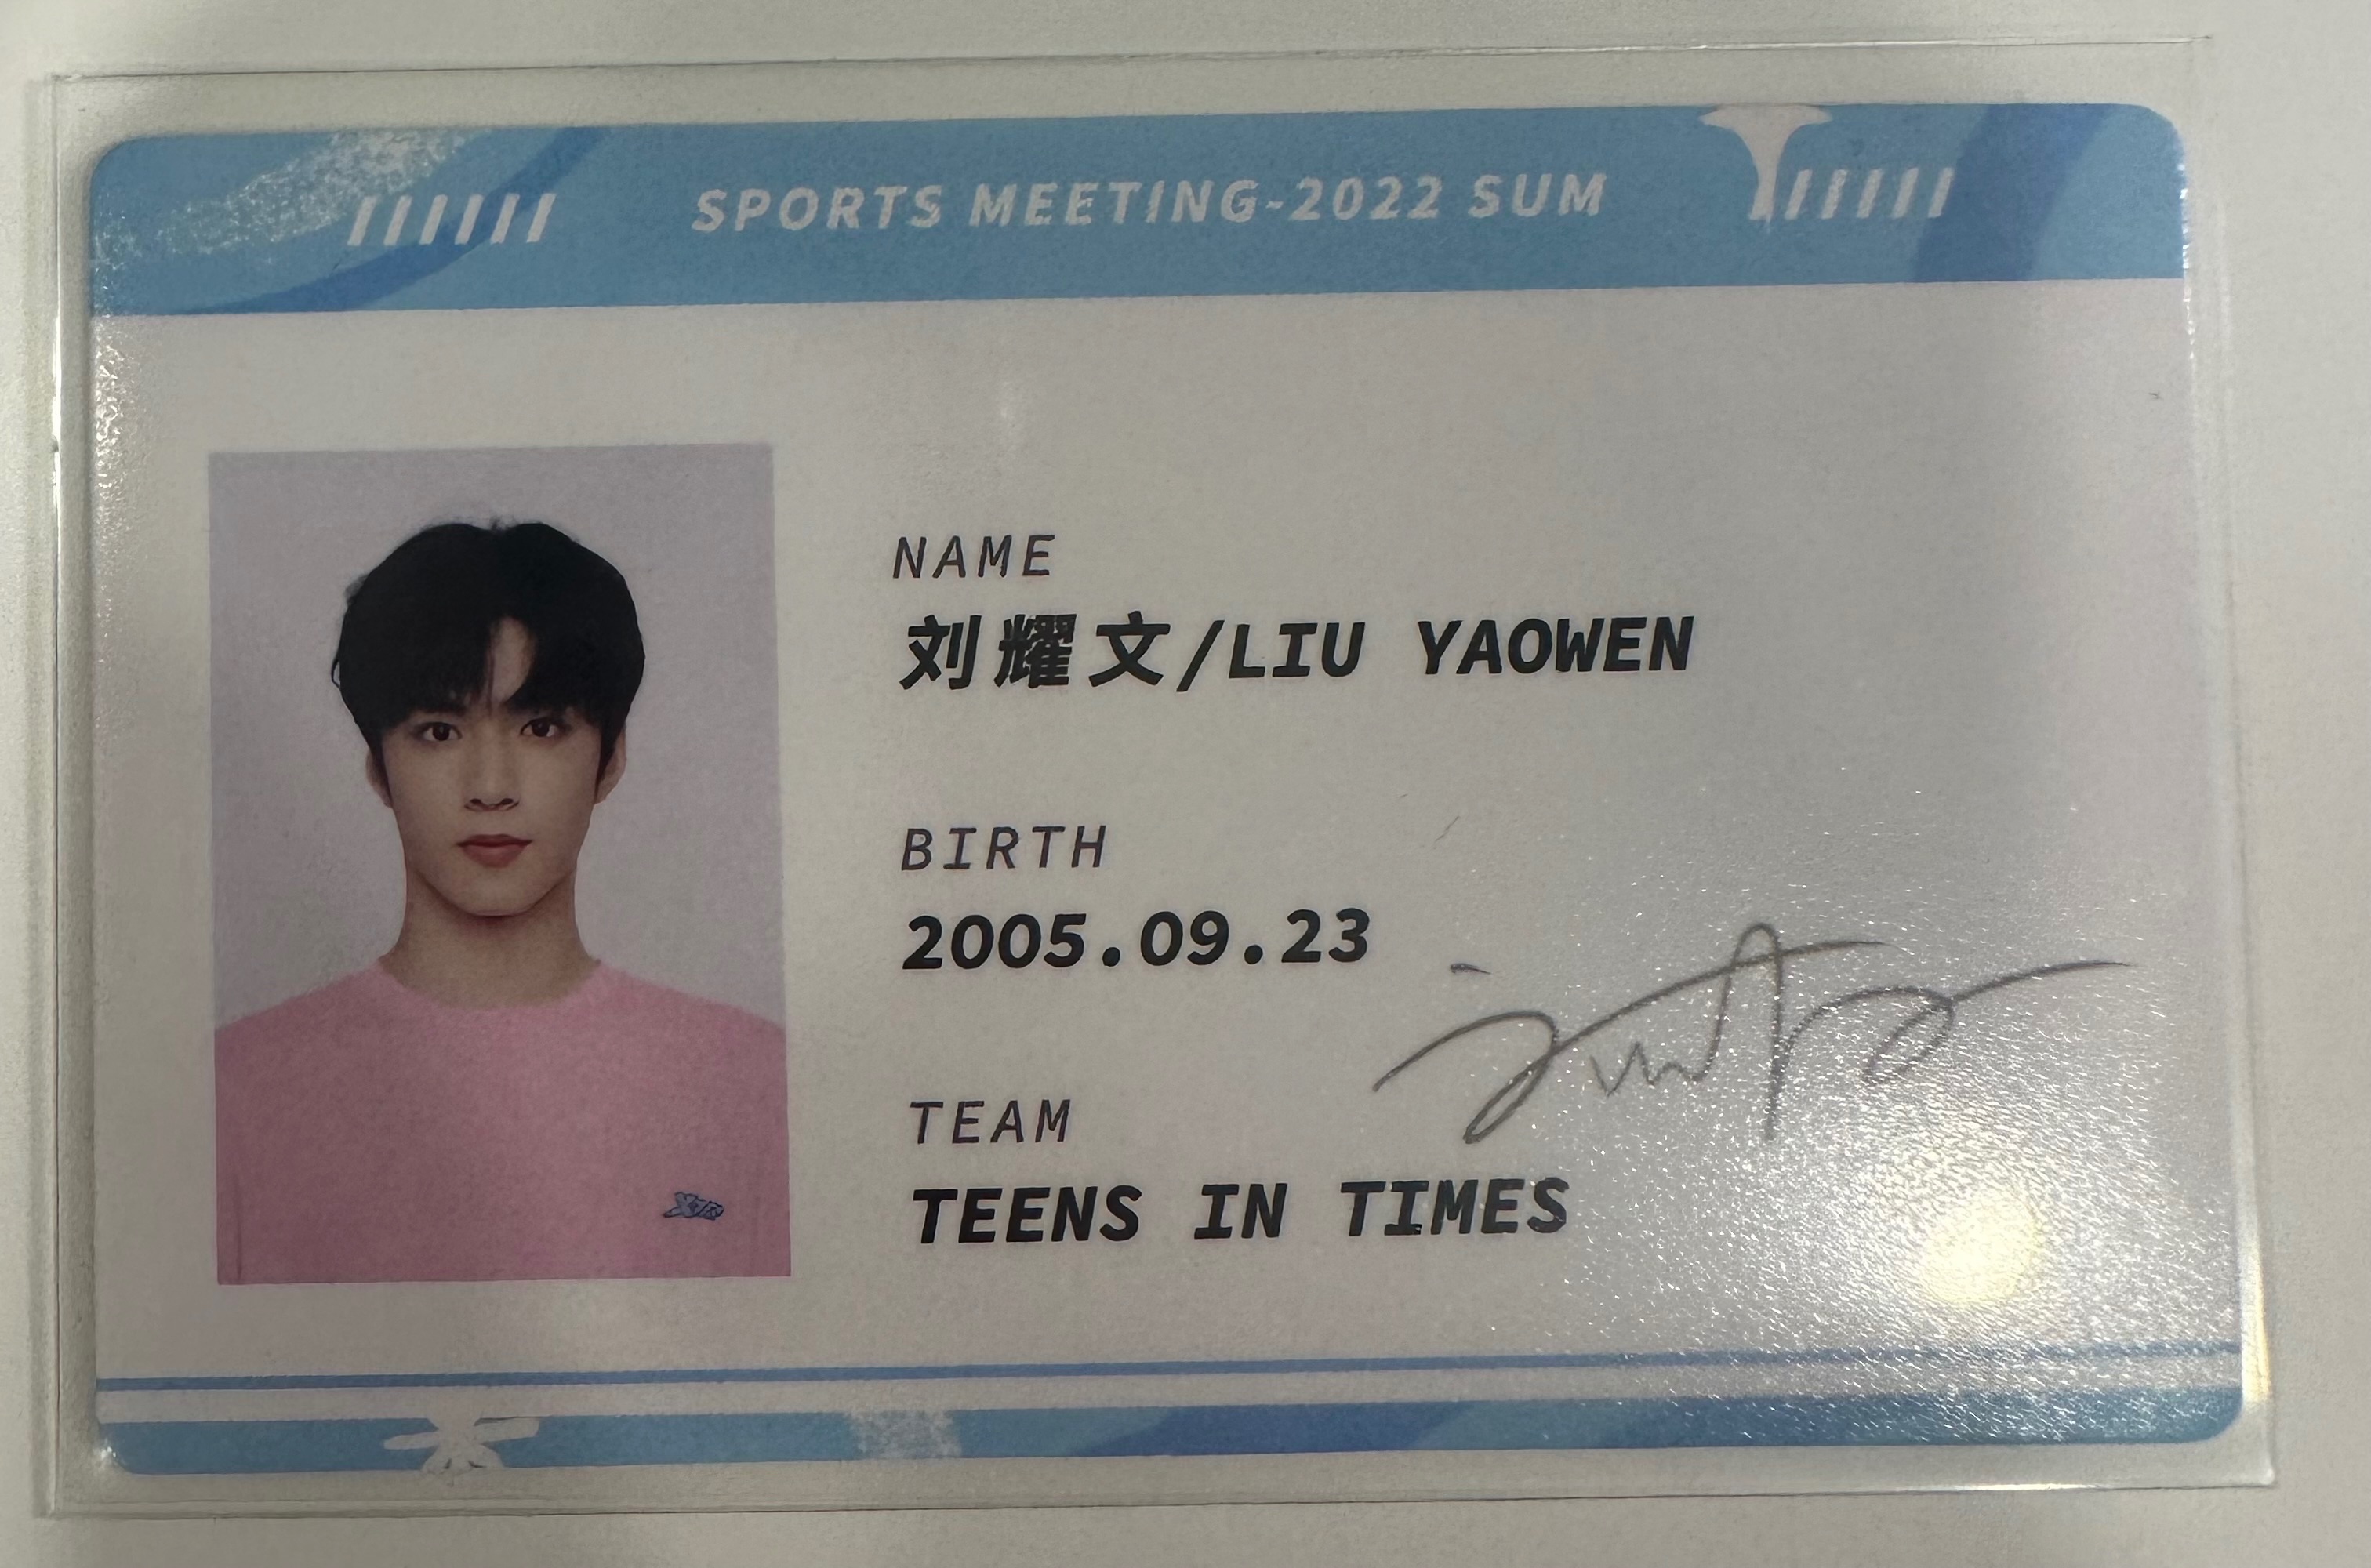 SPORTS MEETING-2022 SUM
NAME
刘耀文/LIU YAOWEN
BIRTH
2005.09.23
TEAM
TEENS IN TIMES